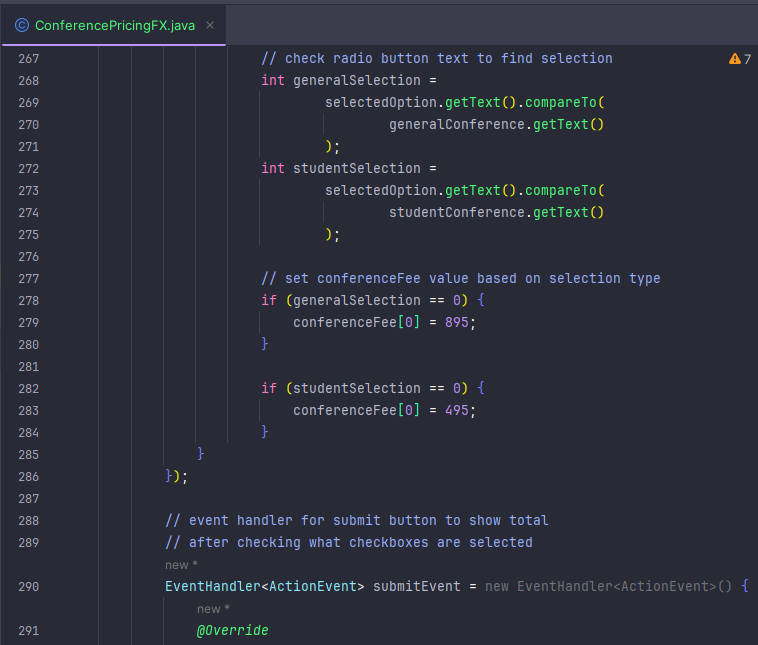 ConferencePricingFX.java
7
267 // check radio button text to find selection
268 int generalSelection =
269 selectedOption.getText().compareTo(
270 generalConference.getText()
271 );
272 int studentSelection =
273 selectedOption.getText().compareTo(
274 studentConference.getText()
275 );
276
277 // set conferenceFee value based on selection type
278 if (generalSelection == 0) {
279 conferenceFee[0] = 895;
280 }
281
282 if (studentSelection == 0) {
283 conferenceFee[0] = 495;
284 }
285 }
286 });
287
288 // event handler for submit button to show total
289 // after checking what checkboxes are selected
new *
290 EventHandler<ActionEvent> submitEvent = new EventHandler<ActionEvent>() {
new *
291 @Override